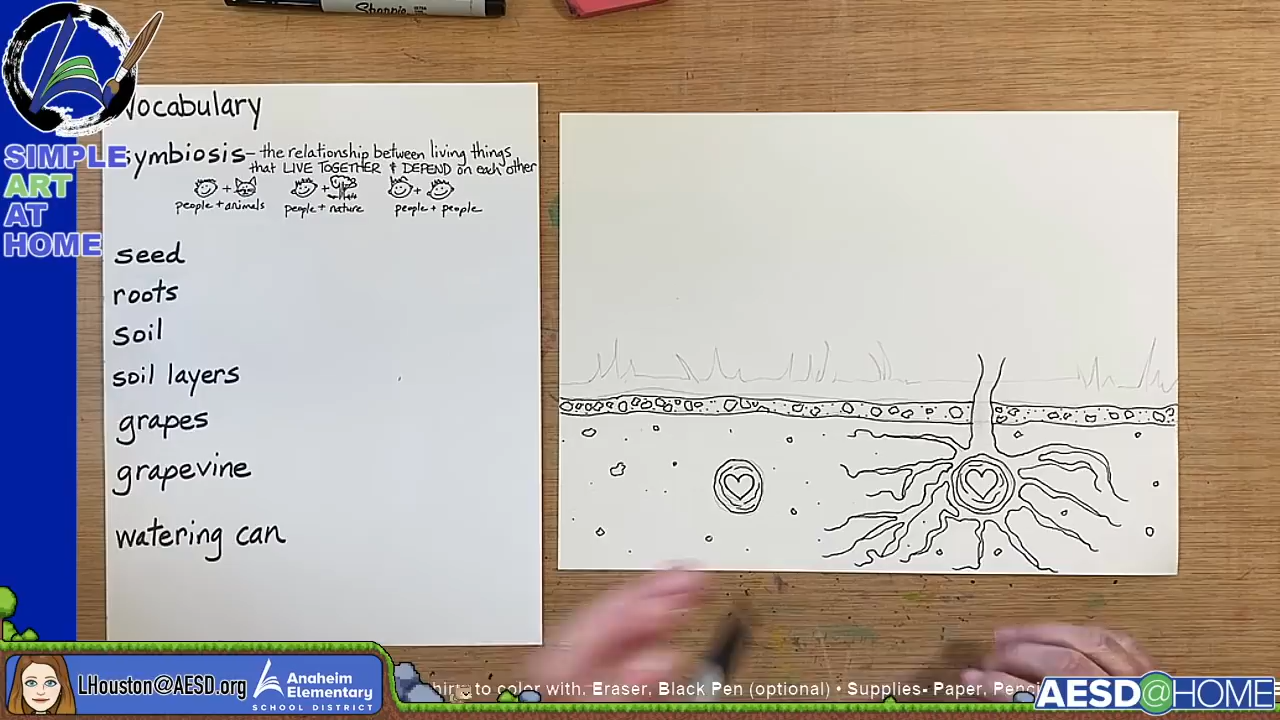 Sharpie
Vocabulary
Symbiosis- the relationship between living things
that LIVE TOGETHER & DEPEND on each other
people + animals people + nature people + people
SIMPLE
ART
AT
HOME
seed
roots
soil
soil layers
grapes
grapevine
watering can
LHouston@AESD.org
Anaheim
Elementary
SCHOOL DISTRICT
to color with, Eraser, Black Pen (optional) • Supplies- Paper,
AESD@HOME